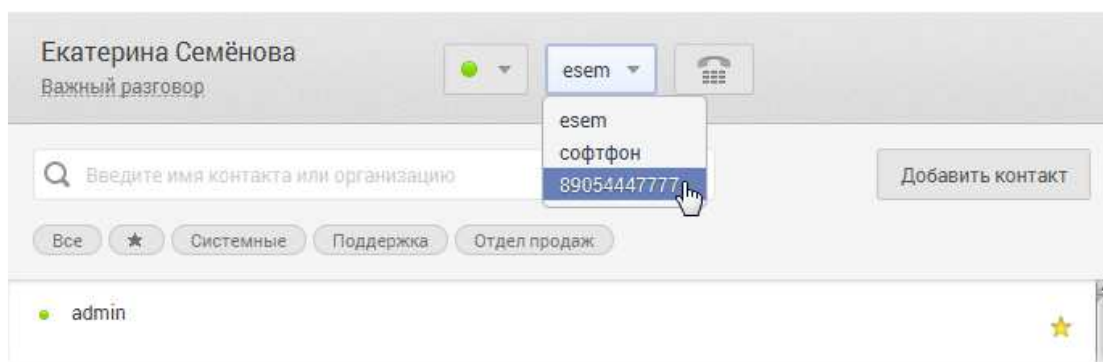 Екатерина Семёнова
Важный разговор
esem
esem
софтфон
89054447777
Введите имя контакта или организацию
Добавить контакт
Все
Системные
Поддержка
Отдел продаж
admin